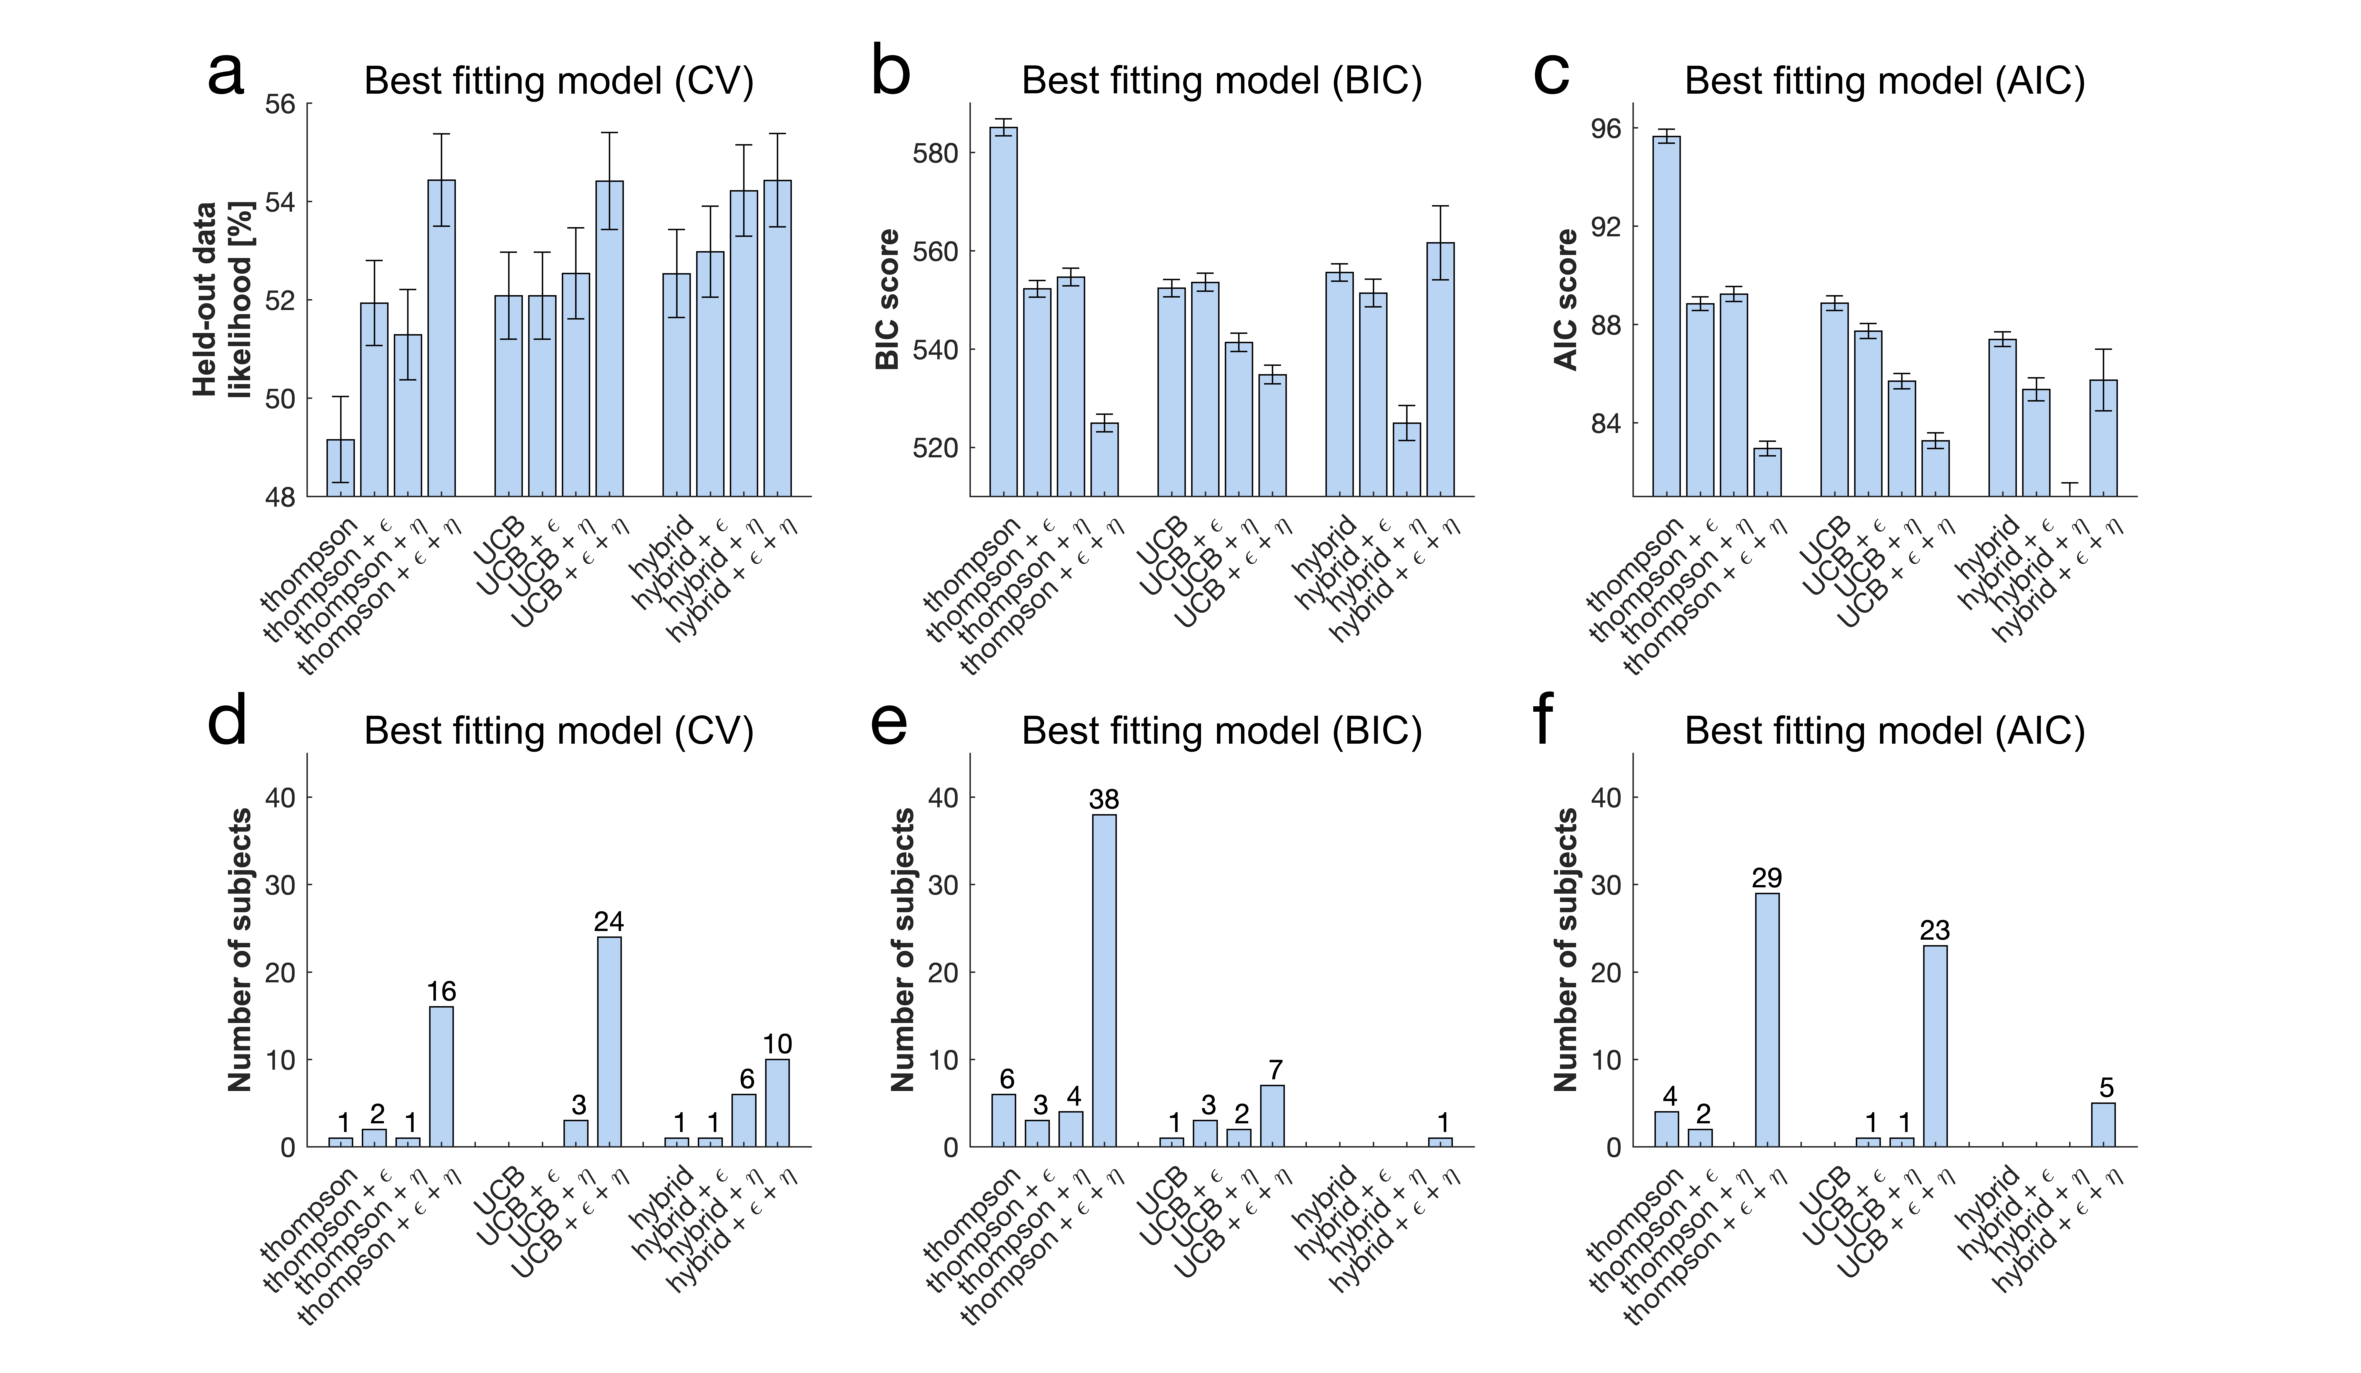 a
Best fitting model (CV)
Held-out data
likelihood [%]
56
54
52
50
48
thompson
thompson + ϵ
thompson + η
thompson + ϵ + η
UCB
UCB + ϵ
UCB + η
UCB + ϵ + η
hybrid
hybrid + ϵ
hybrid + η
hybrid + ϵ + η
b
Best fitting model (BIC)
BIC score
580
560
540
520
thompson
thompson + ϵ
thompson + η
thompson + ϵ + η
UCB
UCB + ϵ
UCB + η
UCB + ϵ + η
hybrid
hybrid + ϵ
hybrid + η
hybrid + ϵ + η
c
Best fitting model (AIC)
AIC score
96
92
88
84
thompson
thompson + ϵ
thompson + η
thompson + ϵ + η
UCB
UCB + ϵ
UCB + η
UCB + ϵ + η
hybrid
hybrid + ϵ
hybrid + η
hybrid + ϵ + η
d
Best fitting model (CV)
Number of subjects
40
30
20
10
0
1
2
1
16
3
24
1
1
6
10
thompson
thompson + ϵ
thompson + η
thompson + ϵ + η
UCB
UCB + ϵ
UCB + η
UCB + ϵ + η
hybrid
hybrid + ϵ
hybrid + η
hybrid + ϵ + η
e
Best fitting model (BIC)
Number of subjects
40
30
20
10
0
6
3
4
38
1
3
2
7
1
thompson
thompson + ϵ
thompson + η
thompson + ϵ + η
UCB
UCB + ϵ
UCB + η
UCB + ϵ + η
hybrid
hybrid + ϵ
hybrid + η
hybrid + ϵ + η
f
Best fitting model (AIC)
Number of subjects
40
30
20
10
0
4
2
29
1
1
23
5
thompson
thompson + ϵ
thompson + η
thompson + ϵ + η
UCB
UCB + ϵ
UCB + η
UCB + ϵ + η
hybrid
hybrid + ϵ
hybrid + η
hybrid + ϵ + η